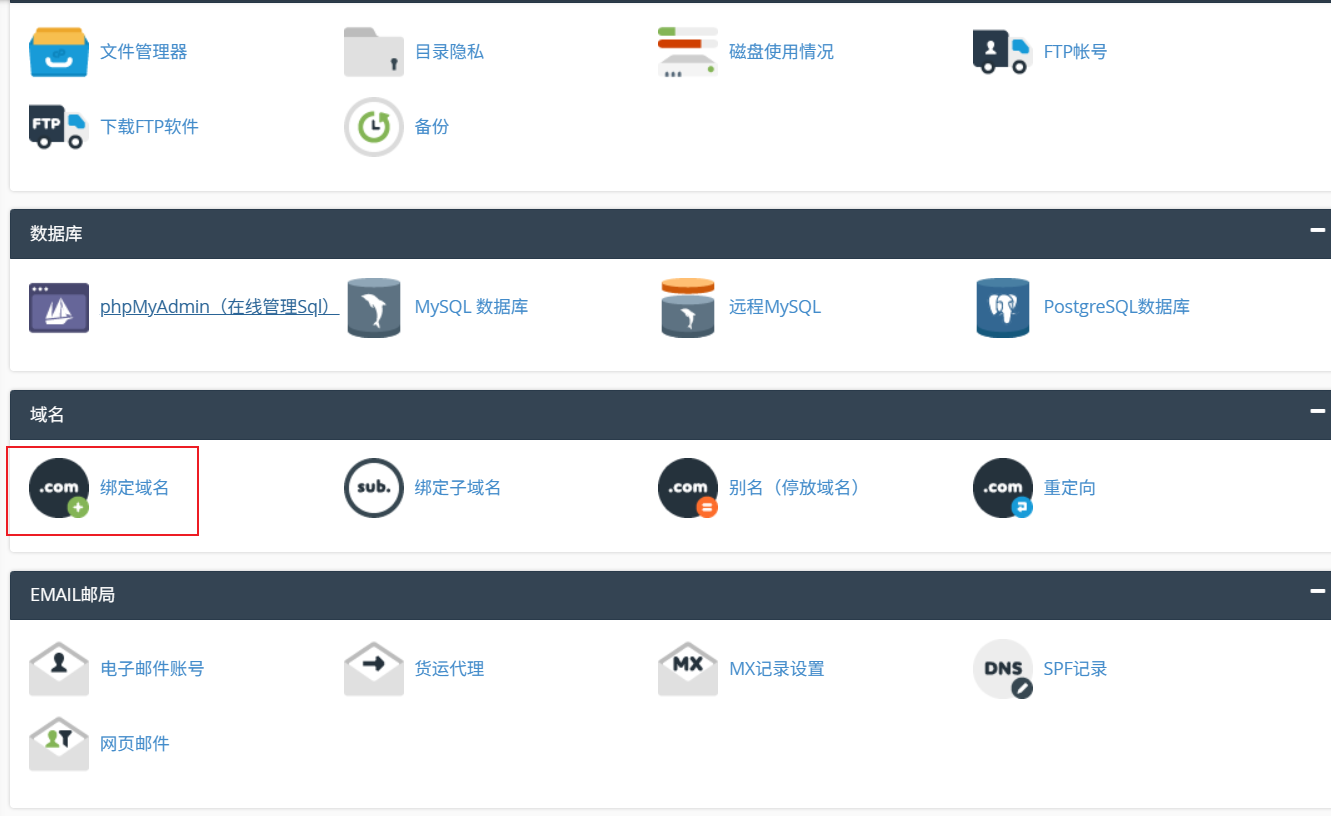 文件管理器
目录隐私
磁盘使用情况
FTP帐号
FTP
下载FTP软件
备份
数据库
phpMyAdmin（在线管理Sql）
MySQL 数据库
远程MySQL
PostgreSQL数据库
域名
.com
绑定域名
sub.
绑定子域名
.com
别名（停放域名）
.com
重定向
EMAIL邮局
电子邮件账号
货运代理
MX
MX记录设置
DNS
SPF记录
网页邮件